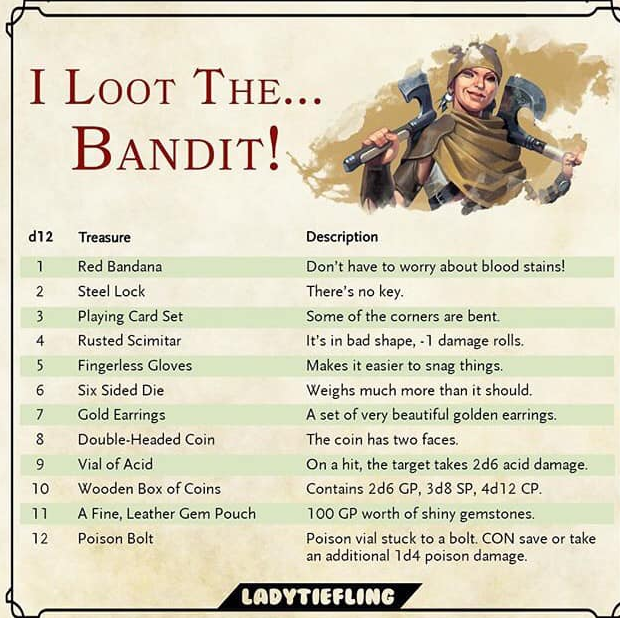 I Loot The...
Bandit!
d12 Treasure Description
1 Red Bandana Don't have to worry about blood stains!
2 Steel Lock There's no key.
3 Playing Card Set Some of the corners are bent.
4 Rusted Scimitar It's in bad shape, -1 damage rolls.
5 Fingerless Gloves Makes it easier to snag things.
6 Six Sided Die Weighs much more than it should.
7 Gold Earrings A set of very beautiful golden earrings.
8 Double-Headed Coin The coin has two faces.
9 Vial of Acid On a hit, the target takes 2d6 acid damage.
10 Wooden Box of Coins Contains 2d6 GP, 3d8 SP, 4d12 CP.
11 A Fine, Leather Gem Pouch 100 GP worth of shiny gemstones.
12 Poison Bolt Poison vial stuck to a bolt. CON save or take
an additional 1d4 poison damage.
LADYTIEFLING